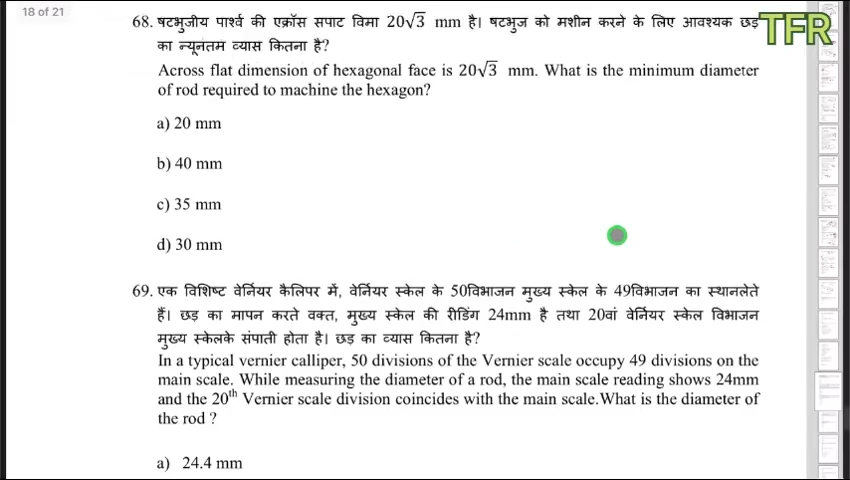 18 of 21
TFR
68. षटभुजीय पार्श्व की एक्रॉस सपाट विमा 20√3 mm है। षटभुज को मशीन करने के लिए आवश्यक छड़
का न्यूनतम व्यास कितना है?
Across flat dimension of hexagonal face is 20√3 mm. What is the minimum diameter
of rod required to machine the hexagon?
a) 20 mm
b) 40 mm
c) 35 mm
d) 30 mm
69. एक विशिष्ट वेर्नियर कैलिपर में, वेर्नियर स्केल के 50विभाजन मुख्य स्केल के 49विभाजन का स्थानलेते
हैं। छड़ का मापन करते वक्त, मुख्य स्केल की रीडिंग 24mm है तथा 20वां वेर्नियर स्केल विभाजन
मुख्य स्केलके संपाती होता है। छड़ का व्यास कितना है?
In a typical vernier calliper, 50 divisions of the Vernier scale occupy 49 divisions on the
main scale. While measuring the diameter of a rod, the main scale reading shows 24mm
and the 20th Vernier scale division coincides with the main scale.What is the diameter of
the rod ?
a) 24.4 mm